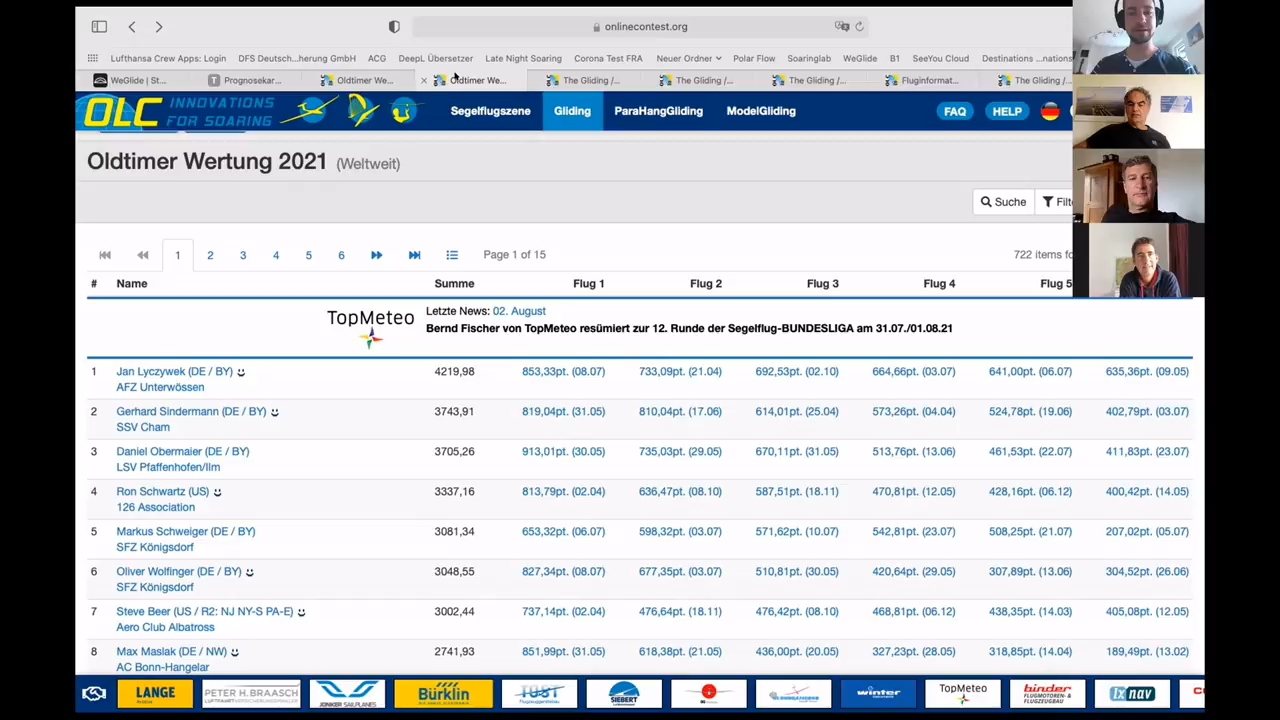 onlinecontest.org
Lufthansa Crew Apps: Login DFS Deutsch...herung GmbH ACG DeepL Übersetzer Late Night Soaring Corona Test FRA Neuer Ordner Polar Flow Soaringlab WeGlide B1 SeeYou Cloud Destinations ...nations
WeGlide | St... Prognosekar... Oldtimer We... Oldtimer We... The Gliding /... The Gliding /... The Gliding /... Fluginformat... The Gliding /...
OLC INNOVATIONS FOR SOARING Segelflugszene Gliding ParaHangGliding ModelGliding FAQ HELP
Oldtimer Wertung 2021 (Weltweit)
Suche Filte
1 2 3 4 5 6 Page 1 of 15 722 items fo
# Name Summe Flug 1 Flug 2 Flug 3 Flug 4 Flug 5
TopMeteo Letzte News: 02. August
Bernd Fischer von TopMeteo resümiert zur 12. Runde der Segelflug-BUNDESLIGA am 31.07./01.08.21
1 Jan Lyczywek (DE / BY) 4219,98 853,33pt. (08.07) 733,09pt. (21.04) 692,53pt. (02.10) 664,66pt. (03.07) 641,00pt. (06.07) 635,36pt. (09.05)
AFZ Unterwössen
2 Gerhard Sindermann (DE / BY) 3743,91 819,04pt. (31.05) 810,04pt. (17.06) 614,01pt. (25.04) 573,26pt. (04.04) 524,78pt. (19.06) 402,79pt. (03.07)
SSV Cham
3 Daniel Obermaier (DE / BY) 3705,26 913,01pt. (30.05) 735,03pt. (29.05) 670,11pt. (31.05) 513,76pt. (13.06) 461,53pt. (22.07) 411,83pt. (23.07)
LSV Pfaffenhofen/Ilm
4 Ron Schwartz (US) 3337,16 813,79pt. (02.04) 636,47pt. (08.10) 587,51pt. (18.11) 470,81pt. (12.05) 428,16pt. (06.12) 400,42pt. (14.05)
126 Association
5 Markus Schweiger (DE / BY) 3081,34 653,32pt. (06.07) 598,32pt. (03.07) 571,62pt. (10.07) 542,81pt. (23.07) 508,25pt. (21.07) 207,02pt. (05.07)
SFZ Königsdorf
6 Oliver Wolfinger (DE / BY) 3048,55 827,34pt. (08.07) 677,35pt. (03.07) 510,81pt. (30.05) 420,64pt. (29.05) 307,89pt. (13.06) 304,52pt. (26.06)
SFZ Königsdorf
7 Steve Beer (US / R2: NJ NY-S PA-E) 3002,44 737,14pt. (02.04) 476,64pt. (18.11) 476,42pt. (08.10) 468,81pt. (06.12) 438,35pt. (14.03) 405,08pt. (12.05)
Aero Club Albatross
8 Max Maslak (DE / NW) 2741,93 851,99pt. (31.05) 618,38pt. (21.05) 436,00pt. (20.05) 327,23pt. (28.05) 318,85pt. (14.04) 189,49pt. (13.02)
AC Bonn-Hangelar
LANGE PETER H. BRAASCH JONKER SAILPLANES Bürklin TOST SIEBERT winter TopMeteo binder FLUGMOTOREN- & FLUGZEUGBAU lxnav